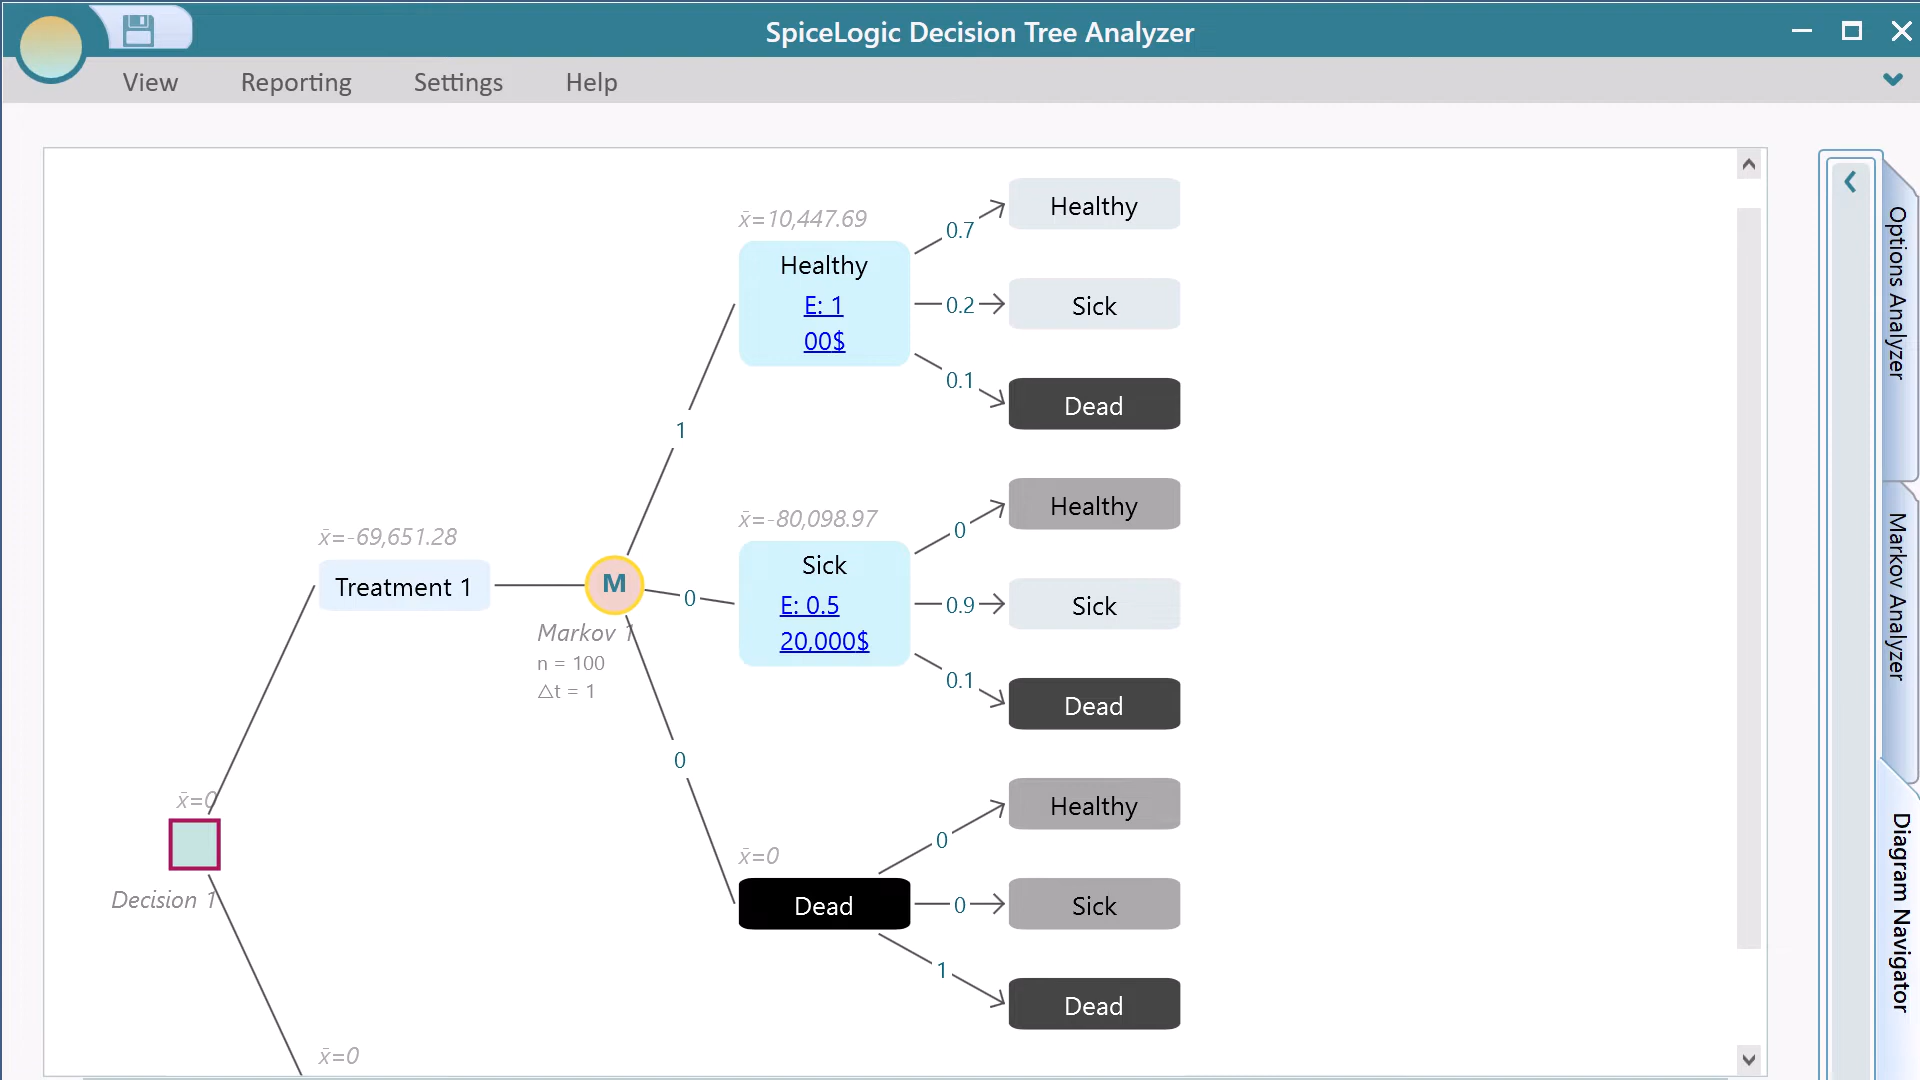 SpiceLogic Decision Tree Analyzer
View
Reporting
Settings
Help
x̄=10,447.69
Healthy
E: 1
00$
0.7
Healthy
0.2
Sick
0.1
Dead
1
x̄=-80,098.97
Sick
E: 0.5
20,000$
0
Healthy
0.9
Sick
0.1
Dead
x̄=-69,651.28
Treatment 1
M
0
Markov 1
n = 100
△t = 1
0
x̄=0
Dead
0
Healthy
0
Sick
1
Dead
x̄=0
Decision 1
x̄=0
Options Analyzer
Markov Analyzer
Diagram Navigator